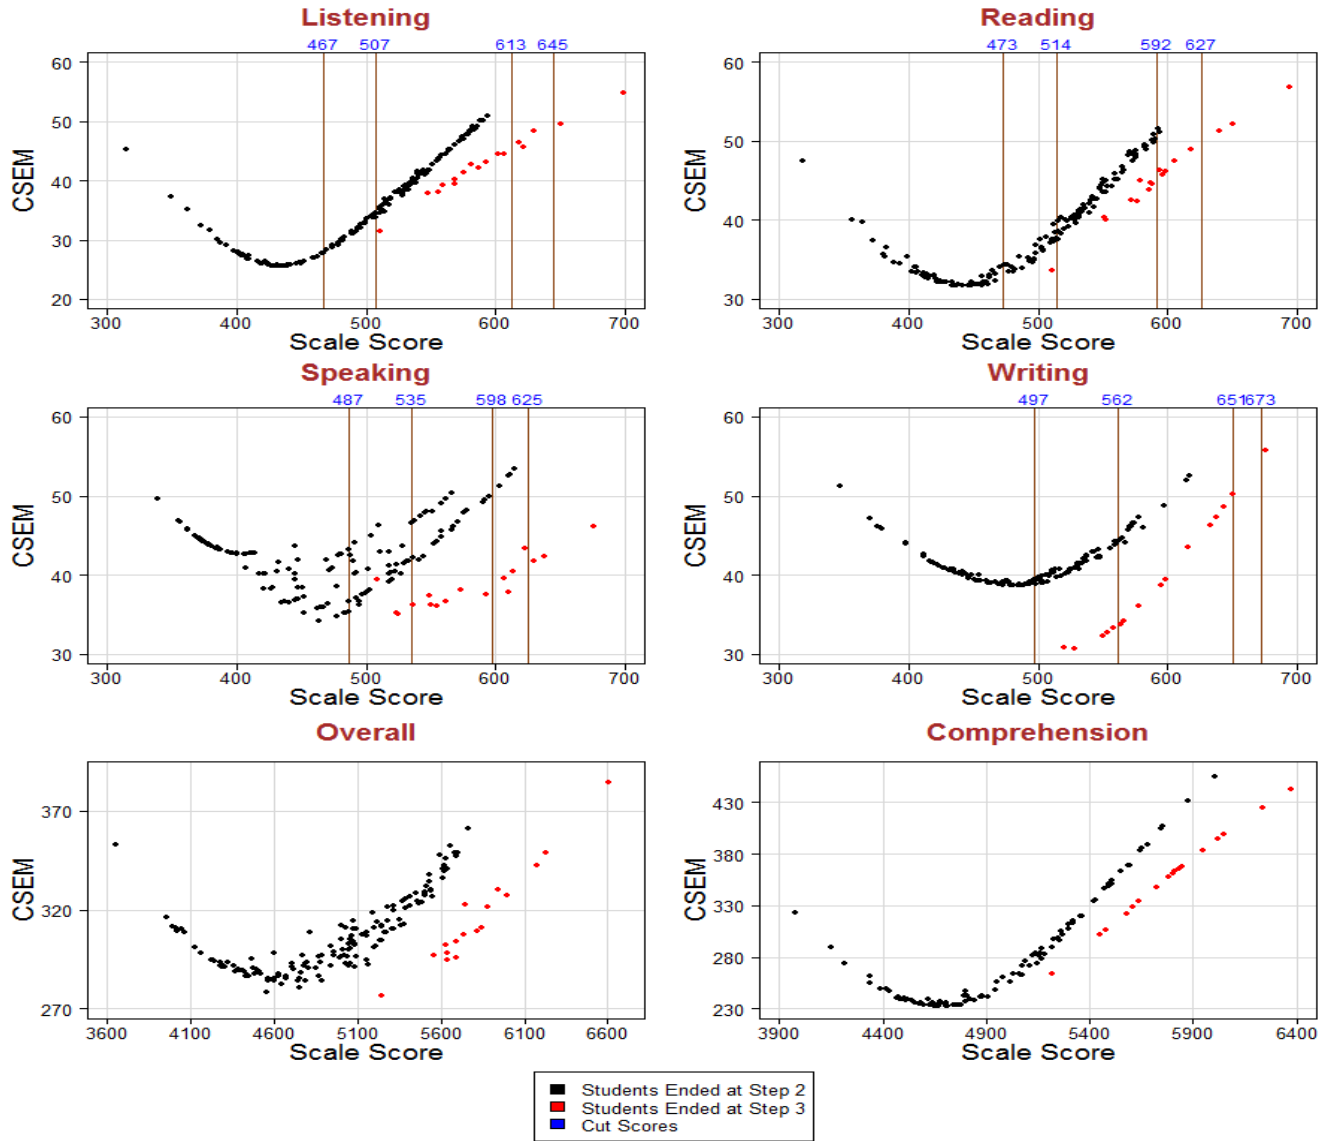 Listening
467 507 613 645
60
50
40
30
20
CSEM
300 400 500 600 700
Scale Score
Reading
473 514 592 627
60
50
40
30
CSEM
300 400 500 600 700
Scale Score
Speaking
487 535 598 625
60
50
40
30
CSEM
300 400 500 600 700
Scale Score
Writing
497 562 651 673
60
50
40
30
CSEM
300 400 500 600 700
Scale Score
Overall
370
320
270
CSEM
3600 4100 4600 5100 5600 6100 6600
Scale Score
Comprehension
430
380
330
280
230
CSEM
3900 4400 4900 5400 5900 6400
Scale Score
Students Ended at Step 2
Students Ended at Step 3
Cut Scores